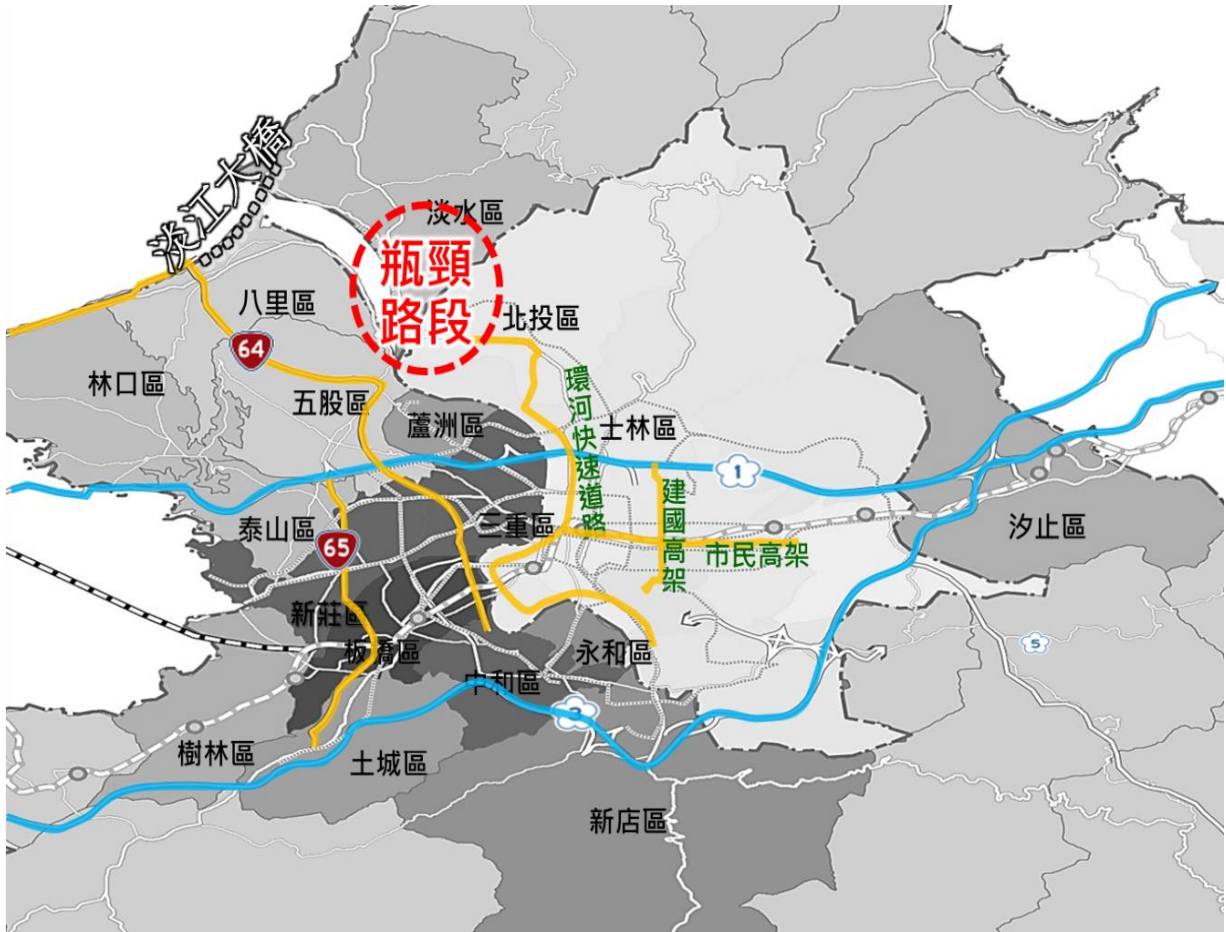 淡江大橋
淡水區
瓶頸
路段
八里區
北投區
64
林口區
五股區
環河快速道路
蘆洲區
士林區
1
建國高架
泰山區
65
三重區
市民高架
汐止區
新莊區
板橋區
永和區
5
中和區
3
樹林區
土城區
新店區